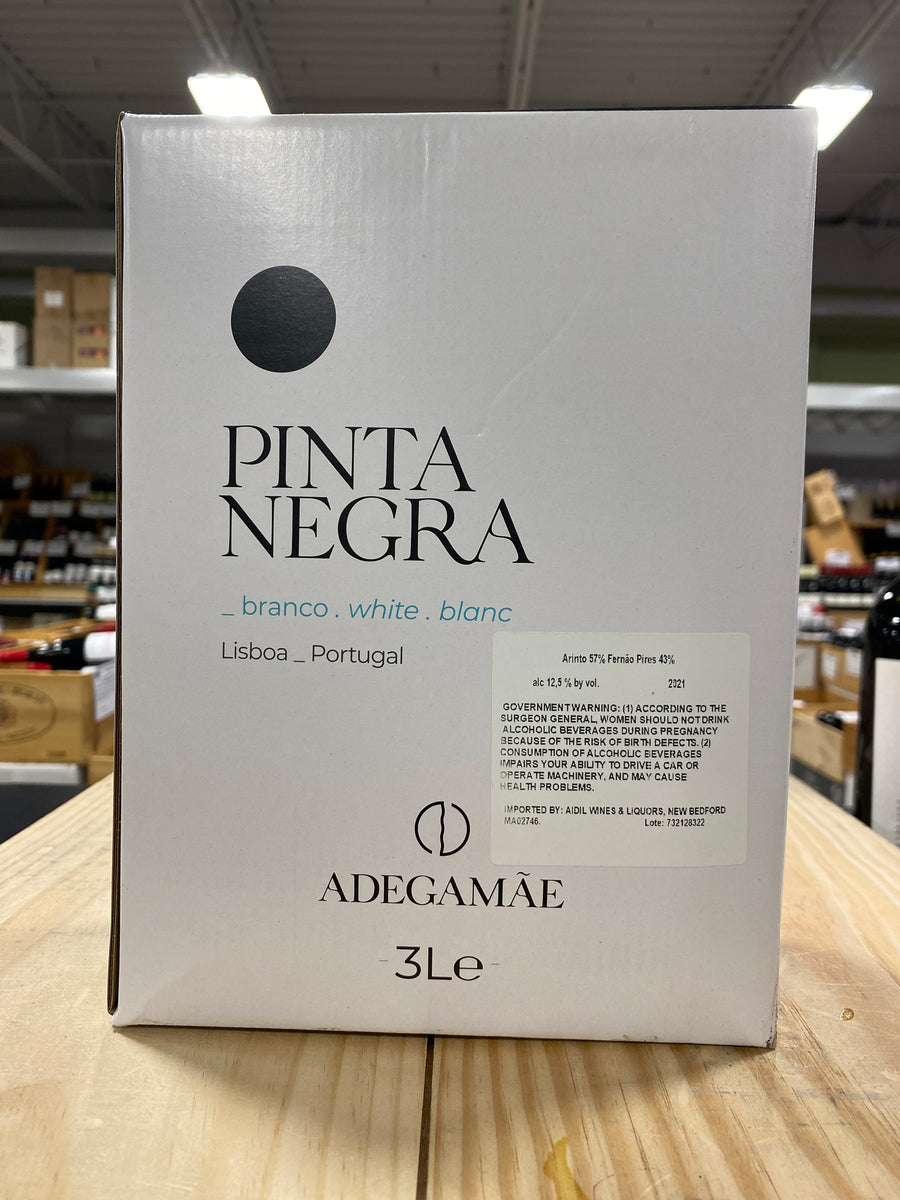 PINTA
NEGRA
_ branco . white . blanc
Lisboa _ Portugal
Arinto 57% Fernão Pires 43%
alc 12,5 % by vol. 2021
GOVERNMENT WARNING: (1) ACCORDING TO THE
SURGEON GENERAL, WOMEN SHOULD NOT DRINK
ALCOHOLIC BEVERAGES DURING PREGNANCY
BECAUSE OF THE RISK OF BIRTH DEFECTS. (2)
CONSUMPTION OF ALCOHOLIC BEVERAGES
IMPAIRS YOUR ABILITY TO DRIVE A CAR OR
OPERATE MACHINERY, AND MAY CAUSE
HEALTH PROBLEMS.
IMPORTED BY: AIDIL WINES & LIQUORS, NEW BEDFORD
MA02746. Lote: 732128322
ADEGAMÃE
-3Le-